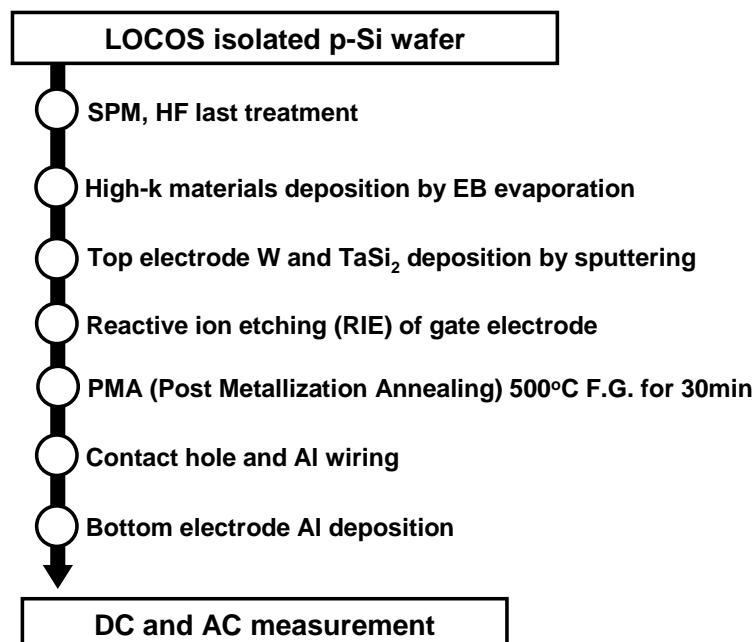 LOCOS isolated p-Si wafer
SPM, HF last treatment
High-k materials deposition by EB evaporation
Top electrode W and TaSi₂ deposition by sputtering
Reactive ion etching (RIE) of gate electrode
PMA (Post Metallization Annealing) 500ºC F.G. for 30min
Contact hole and Al wiring
Bottom electrode Al deposition
DC and AC measurement